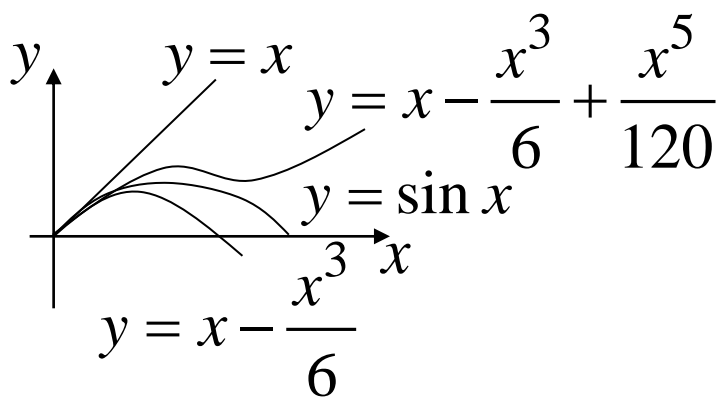 y
y = x
y = x − x³/6 + x⁵/120
y = sin x
x
y = x − x³/6